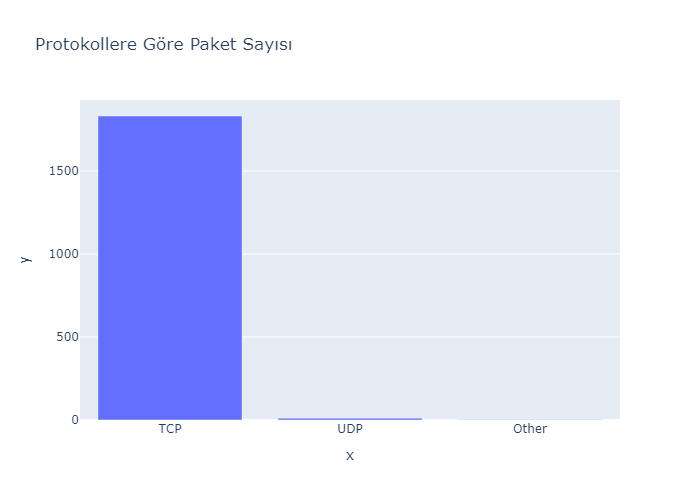 Protokollere Göre Paket Sayısı
1500
1000
500
0
y
TCP
UDP
Other
x